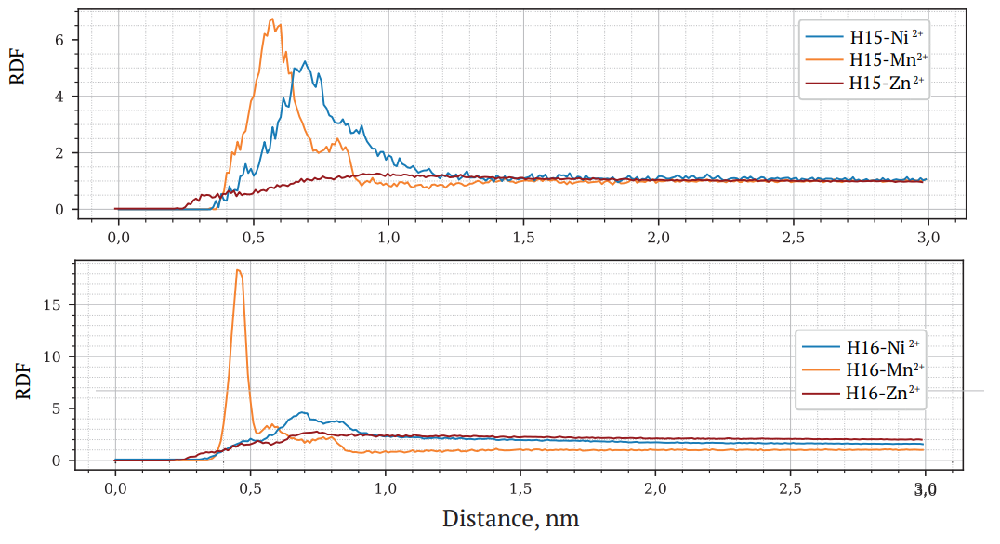 RDF
6
4
2
0
H15-Ni 2+
H15-Mn2+
H15-Zn2+
0,0 0,5 1,0 1,5 2,0 2,5 3,0
RDF
15
10
5
0
H16-Ni 2+
H16-Mn2+
H16-Zn2+
0,0 0,5 1,0 1,5 2,0 2,5 3,0
Distance, nm